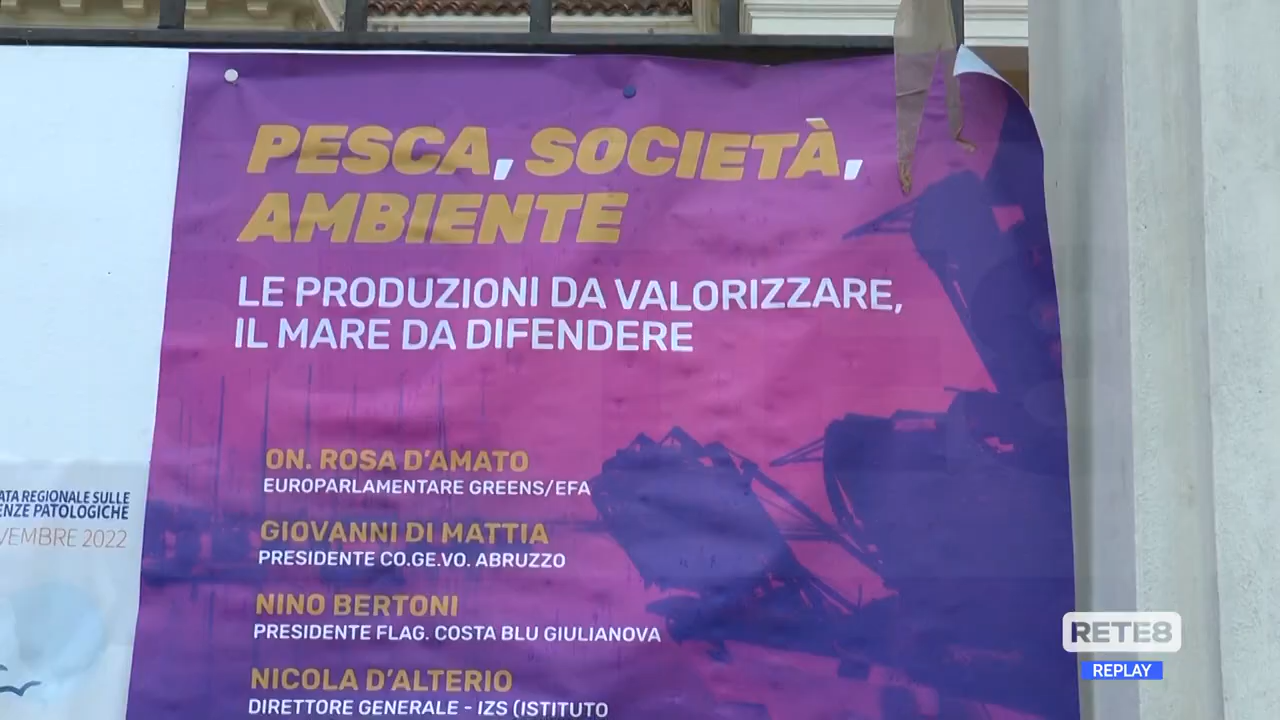 PESCA, SOCIETÀ,
AMBIENTE
LE PRODUZIONI DA VALORIZZARE,
IL MARE DA DIFENDERE
ON. ROSA D'AMATO
EUROPARLAMENTARE GREENS/EFA
GIOVANNI DI MATTIA
PRESIDENTE CO.GE.VO. ABRUZZO
NINO BERTONI
PRESIDENTE FLAG. COSTA BLU GIULIANOVA
NICOLA D'ALTERIO
DIRETTORE GENERALE - IZS (ISTITUTO
ATA REGIONALE SULLE
ENZE PATOLOGICHE
VEMBRE 2022
RETE8
REPLAY